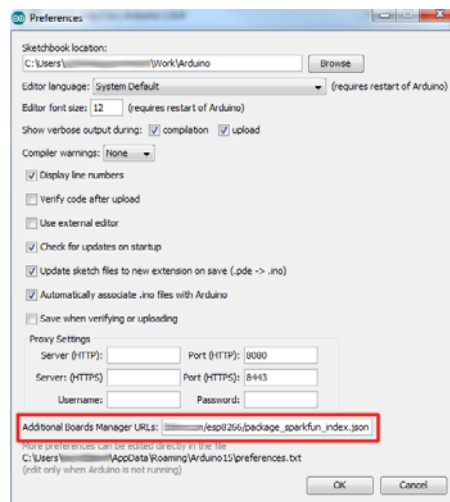 Preferences
Sketchbook location:
C:\Users\ \Work\Arduino Browse
Editor language: System Default (requires restart of Arduino)
Editor font size: 12 (requires restart of Arduino)
Show verbose output during: compilation upload
Compiler warnings: None
Display line numbers
Verify code after upload
Use external editor
Check for updates on startup
Update sketch files to new extension on save (.pde -> .ino)
Automatically associate .ino files with Arduino
Save when verifying or uploading
Proxy Settings
Server (HTTP): Port (HTTP): 8080
Server: (HTTPS) Port (HTTPS): 8443
Username: Password:
Additional Boards Manager URLs: /esp8266/package_sparkfun_index.json
More preferences can be edited directly in the file
C:\Users\ \AppData\Roaming\Arduino15\preferences.txt
(edit only when Arduino is not running)
OK Cancel